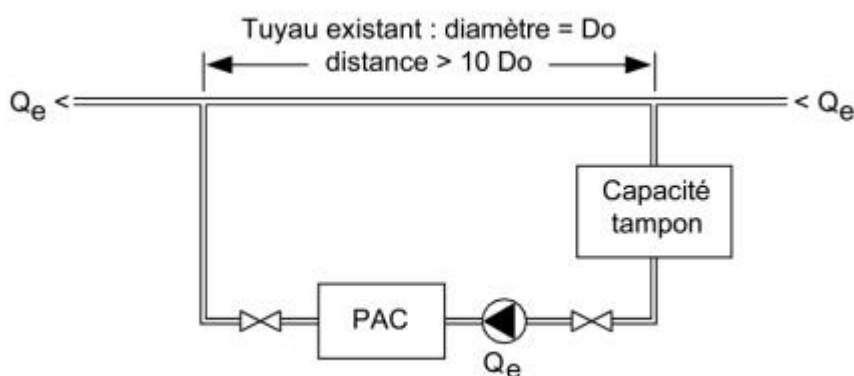 Tuyau existant : diamètre = Do
distance > 10 Do
Qe <
< Qe
Capacité
tampon
PAC
Qe